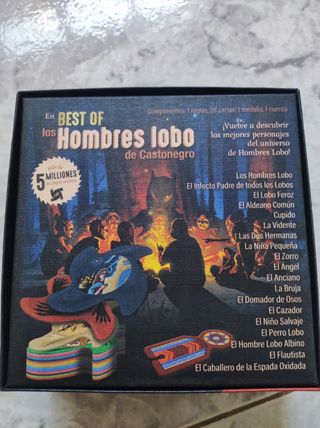 En BEST OF
los Hombres lobo
de Castonegro
Componentes: 1 reglas, 28 cartas, 1 medalla, 1 cuerda
¡Vuelve a descubrir
los mejores personajes
del universo
de Hombres Lobo!
más de
5 MILLIONES
Los Hombres Lobo
El Infecto Padre de todos los Lobos
El Lobo Feroz
El Aldeano Común
Cupido
La Vidente
Las Dos Hermanas
La Niña Pequeña
El Zorro
El Ángel
El Anciano
La Bruja
El Domador de Osos
El Cazador
El Niño Salvaje
El Perro Lobo
El Hombre Lobo Albino
El Flautista
El Caballero de la Espada Oxidada